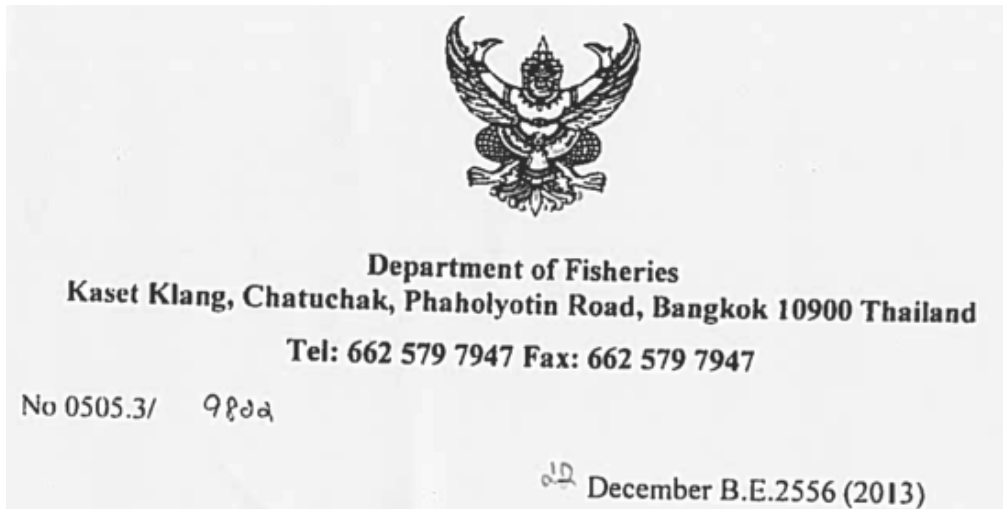 Department of Fisheries
Kaset Klang, Chatuchak, Phaholyotin Road, Bangkok 10900 Thailand
Tel: 662 579 7947 Fax: 662 579 7947
No 0505.3/
December B.E.2556 (2013)